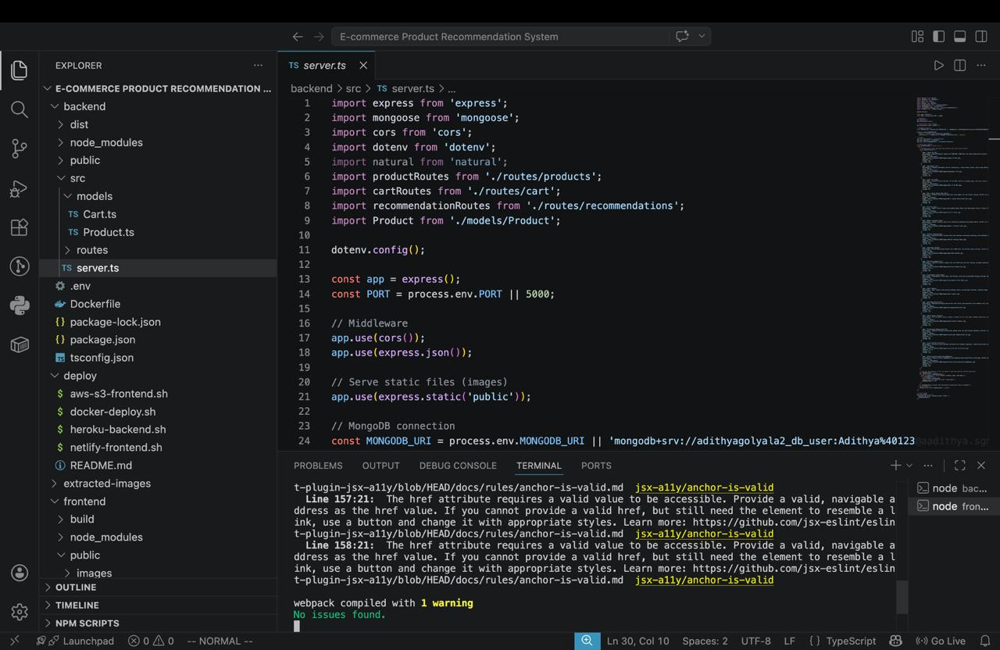 E-commerce Product Recommendation System
EXPLORER
E-COMMERCE PRODUCT RECOMMENDATION ...
backend
dist
node_modules
public
src
models
TS Cart.ts
TS Product.ts
routes
TS server.ts
.env
Dockerfile
{} package-lock.json
{} package.json
tsconfig.json
deploy
$ aws-s3-frontend.sh
$ docker-deploy.sh
$ heroku-backend.sh
$ netlify-frontend.sh
README.md
extracted-images
frontend
build
node_modules
public
images
OUTLINE
TIMELINE
NPM SCRIPTS
TS server.ts
backend > src > TS server.ts > ...
1 import express from 'express';
2 import mongoose from 'mongoose';
3 import cors from 'cors';
4 import dotenv from 'dotenv';
5 import natural from 'natural';
6 import productRoutes from './routes/products';
7 import cartRoutes from './routes/cart';
8 import recommendationRoutes from './routes/recommendations';
9 import Product from './models/Product';
10
11 dotenv.config();
12
13 const app = express();
14 const PORT = process.env.PORT || 5000;
15
16 // Middleware
17 app.use(cors());
18 app.use(express.json());
19
20 // Serve static files (images)
21 app.use(express.static('public'));
22
23 // MongoDB connection
24 const MONGODB_URI = process.env.MONGODB_URI || 'mongodb+srv://adithyagolyala2_db_user:Adithya%40123@aadithya.sgr
PROBLEMS OUTPUT DEBUG CONSOLE TERMINAL PORTS
t-plugin-jsx-a11y/blob/HEAD/docs/rules/anchor-is-valid.md jsx-a11y/anchor-is-valid
Line 157:21: The href attribute requires a valid value to be accessible. Provide a valid, navigable a
ddress as the href value. If you cannot provide a valid href, but still need the element to resemble a l
ink, use a button and change it with appropriate styles. Learn more: https://github.com/jsx-eslint/eslin
t-plugin-jsx-a11y/blob/HEAD/docs/rules/anchor-is-valid.md jsx-a11y/anchor-is-valid
Line 158:21: The href attribute requires a valid value to be accessible. Provide a valid, navigable a
ddress as the href value. If you cannot provide a valid href, but still need the element to resemble a l
ink, use a button and change it with appropriate styles. Learn more: https://github.com/jsx-eslint/eslin
t-plugin-jsx-a11y/blob/HEAD/docs/rules/anchor-is-valid.md jsx-a11y/anchor-is-valid
webpack compiled with 1 warning
No issues found.
node bac...
node fron...
Launchpad 0 0 -- NORMAL -- Ln 30, Col 10 Spaces: 2 UTF-8 LF {} TypeScript Go Live